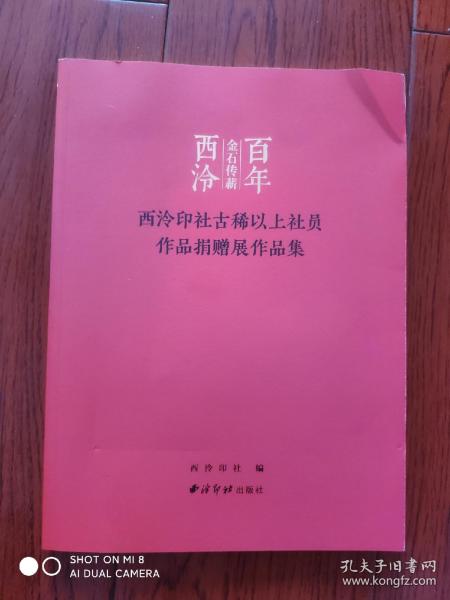 百年
金石传薪
西泠
西泠印社古稀以上社员
作品捐赠展作品集
西泠印社 编
西泠印社出版社
SHOT ON MI 8
AI DUAL CAMERA
孔夫子旧书网
www.kongfz.com